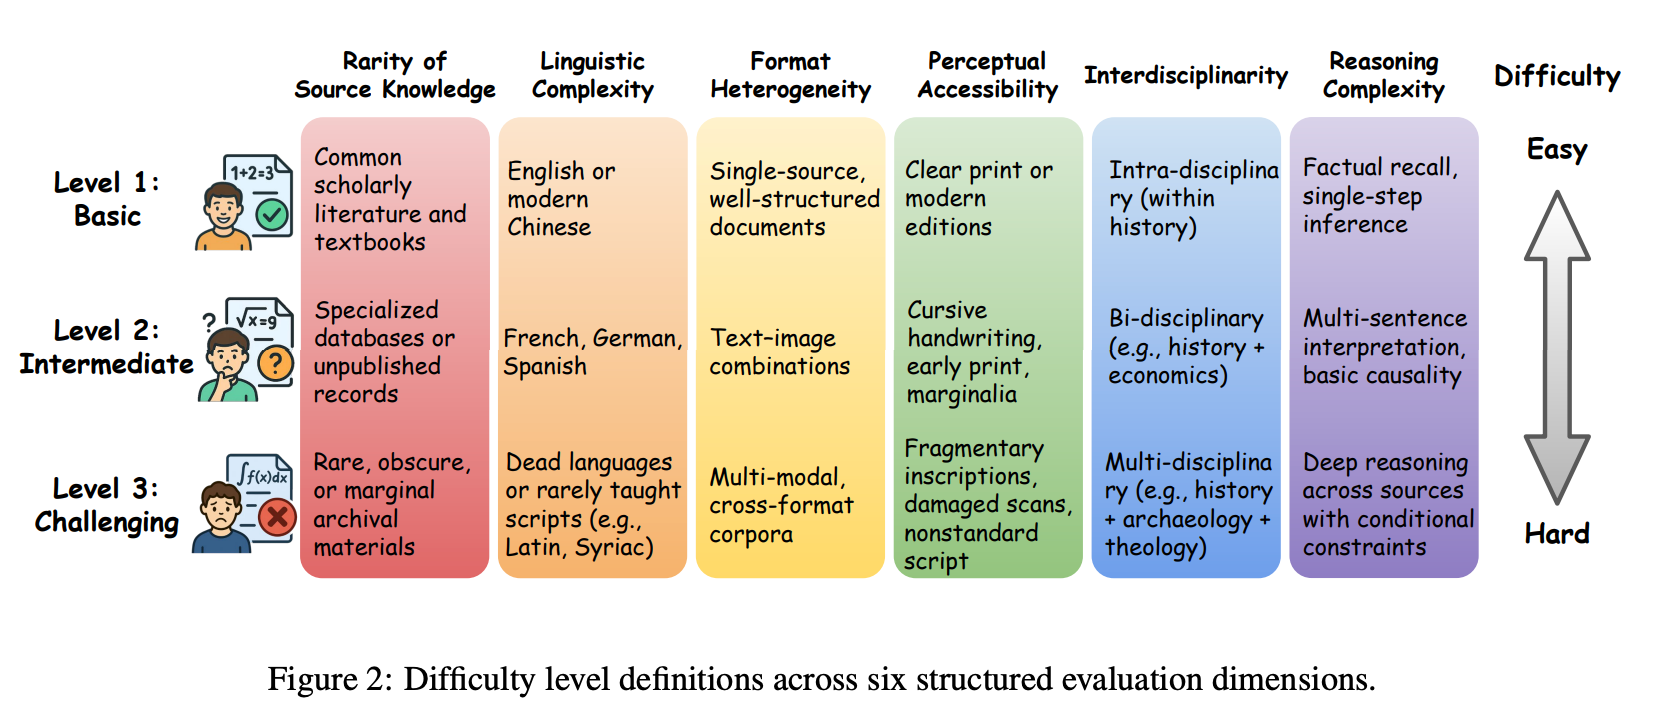 Rarity of
Source Knowledge
Linguistic
Complexity
Format
Heterogeneity
Perceptual
Accessibility
Interdisciplinarity
Reasoning
Complexity
Difficulty
Level 1:
Basic
1+2=3
Common
scholarly
literature and
textbooks
English or
modern
Chinese
Single-source,
well-structured
documents
Clear print or
modern
editions
Intra-disciplina
ry (within
history)
Factual recall,
single-step
inference
Easy
Level 2:
Intermediate
?
√x=9
?
Specialized
databases or
unpublished
records
French, German,
Spanish
Text-image
combinations
Cursive
handwriting,
early print,
marginalia
Bi-disciplinary
(e.g., history +
economics)
Multi-sentence
interpretation,
basic causality
Level 3:
Challenging
∫f(x)dx
Rare, obscure,
or marginal
archival
materials
Dead languages
or rarely taught
scripts (e.g.,
Latin, Syriac)
Multi-modal,
cross-format
corpora
Fragmentary
inscriptions,
damaged scans,
nonstandard
script
Multi-disciplina
ry (e.g., history
+ archaeology +
theology)
Deep reasoning
across sources
with conditional
constraints
Hard
Figure 2: Difficulty level definitions across six structured evaluation dimensions.